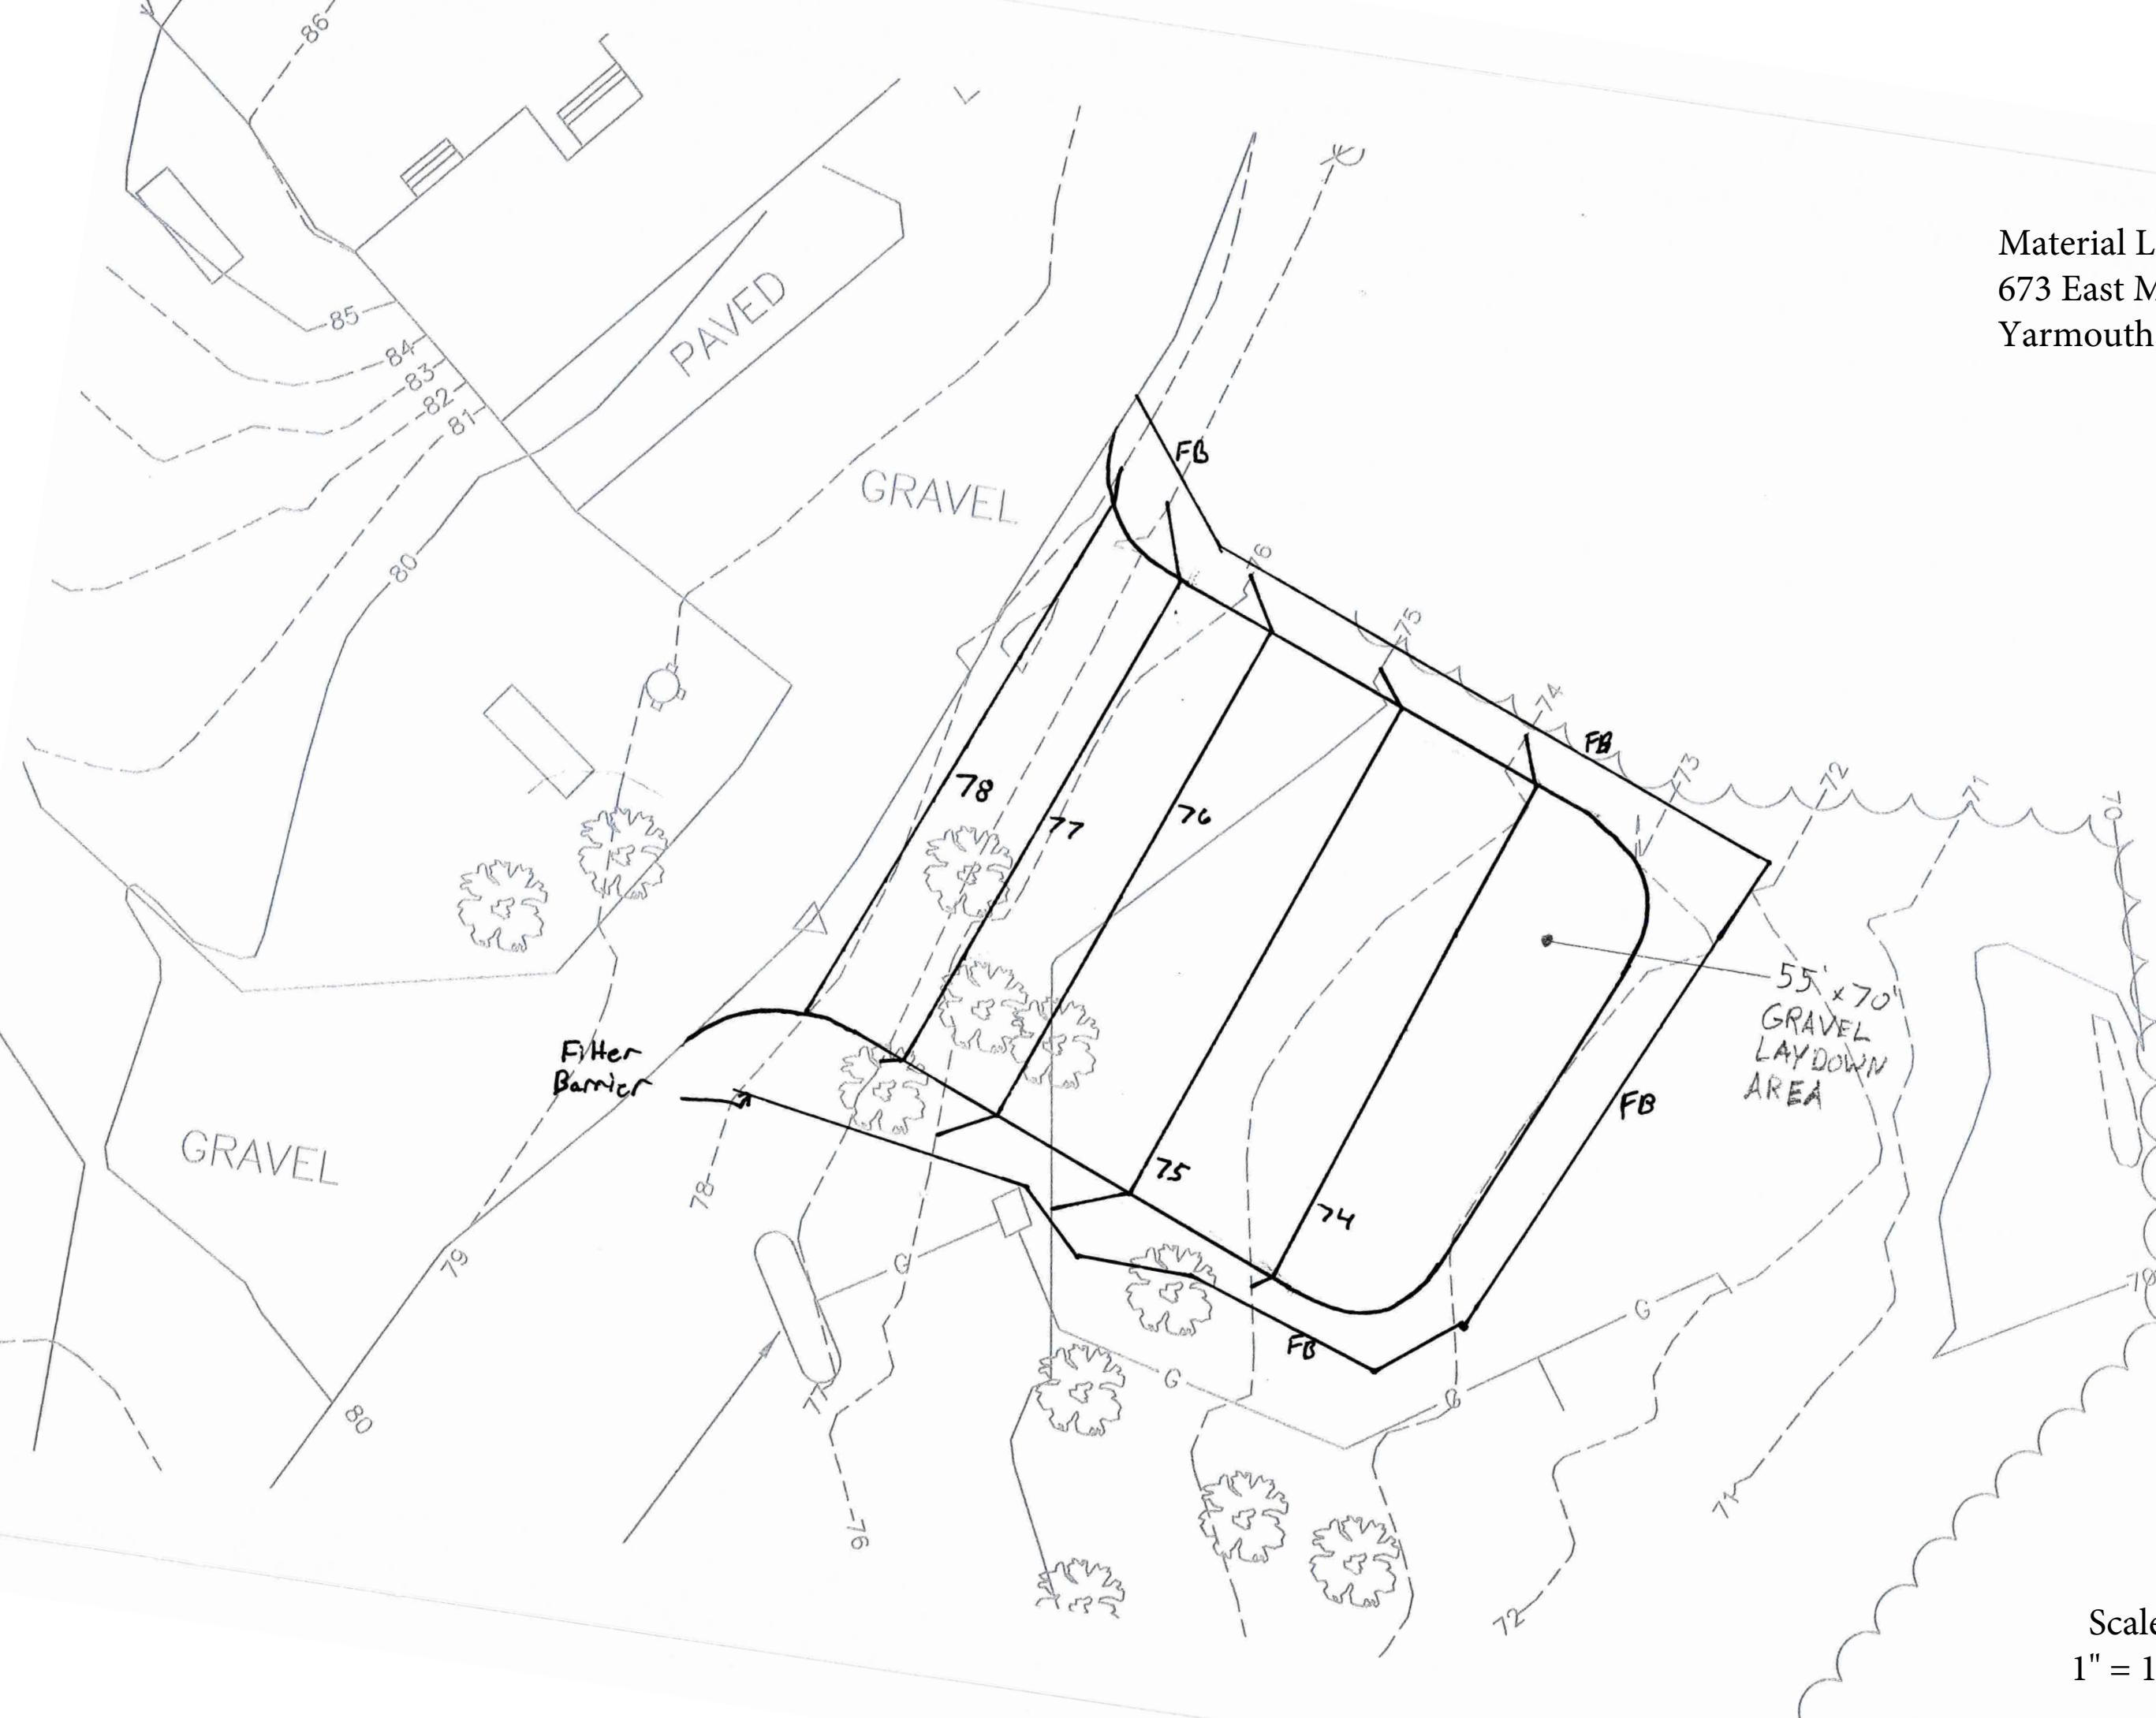 86
Material L
673 East M
Yarmouth
85
84
83
82
81
80
PAVED
GRAVEL
FB
76
75
74
FB
73
72
71
70
78
77
76
55' x 70'
GRAVEL
LAYDOWN
AREA
Filter
Barrier
FB
GRAVEL
78
75
74
G
79
77
G
G
G
FB
70
80
76
71
72
Scale
1" = 1